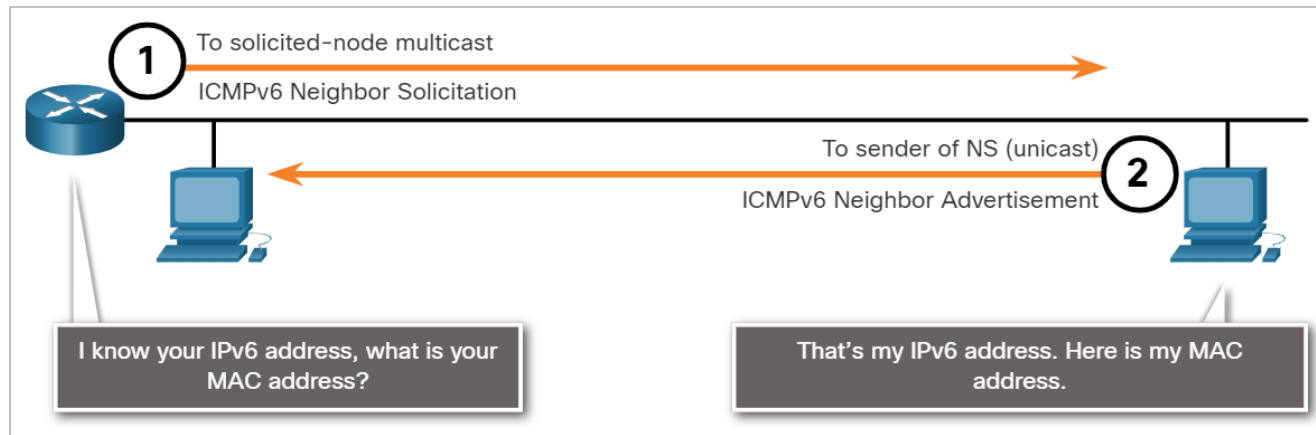 1
To solicited-node multicast
ICMPv6 Neighbor Solicitation
To sender of NS (unicast)
2
ICMPv6 Neighbor Advertisement
I know your IPv6 address, what is your
MAC address?
That's my IPv6 address. Here is my MAC
address.